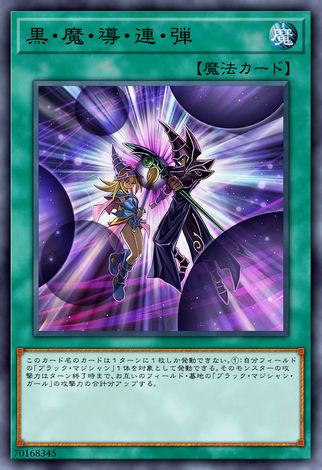 黒・魔・導・連・弾
魔
【魔法カード】
このカード名のカードは１ターンに１枚しか発動できない。①：自分フィールド
の「ブラック・マジシャン」１体を対象として発動できる。そのモンスターの攻
撃力はターン終了時まで、お互いのフィールド・墓地の「ブラック・マジシャン・
ガール」の攻撃力の合計分アップする。
70168345